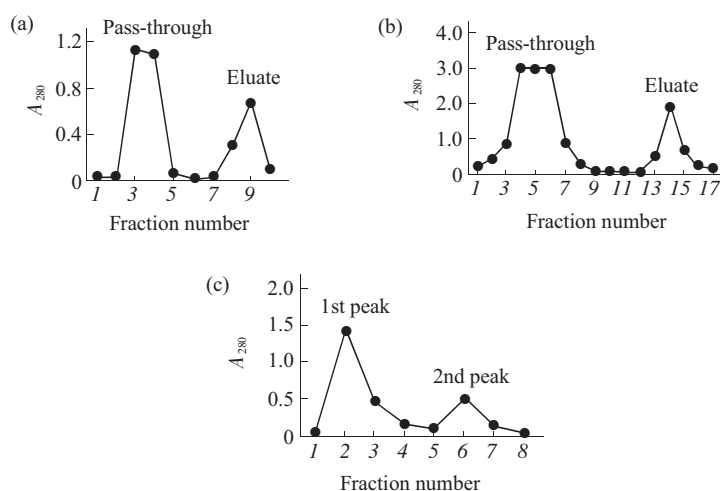 (a)
Pass-through
Eluate
A280
1.2
0.8
0.4
0
1 3 5 7 9
Fraction number
(b)
Pass-through
Eluate
A280
4.0
3.0
2.0
1.0
0
1 3 5 7 9 11 13 15 17
Fraction number
(c)
1st peak
2nd peak
A280
2.0
1.5
1.0
0.5
0
1 2 3 4 5 6 7 8
Fraction number